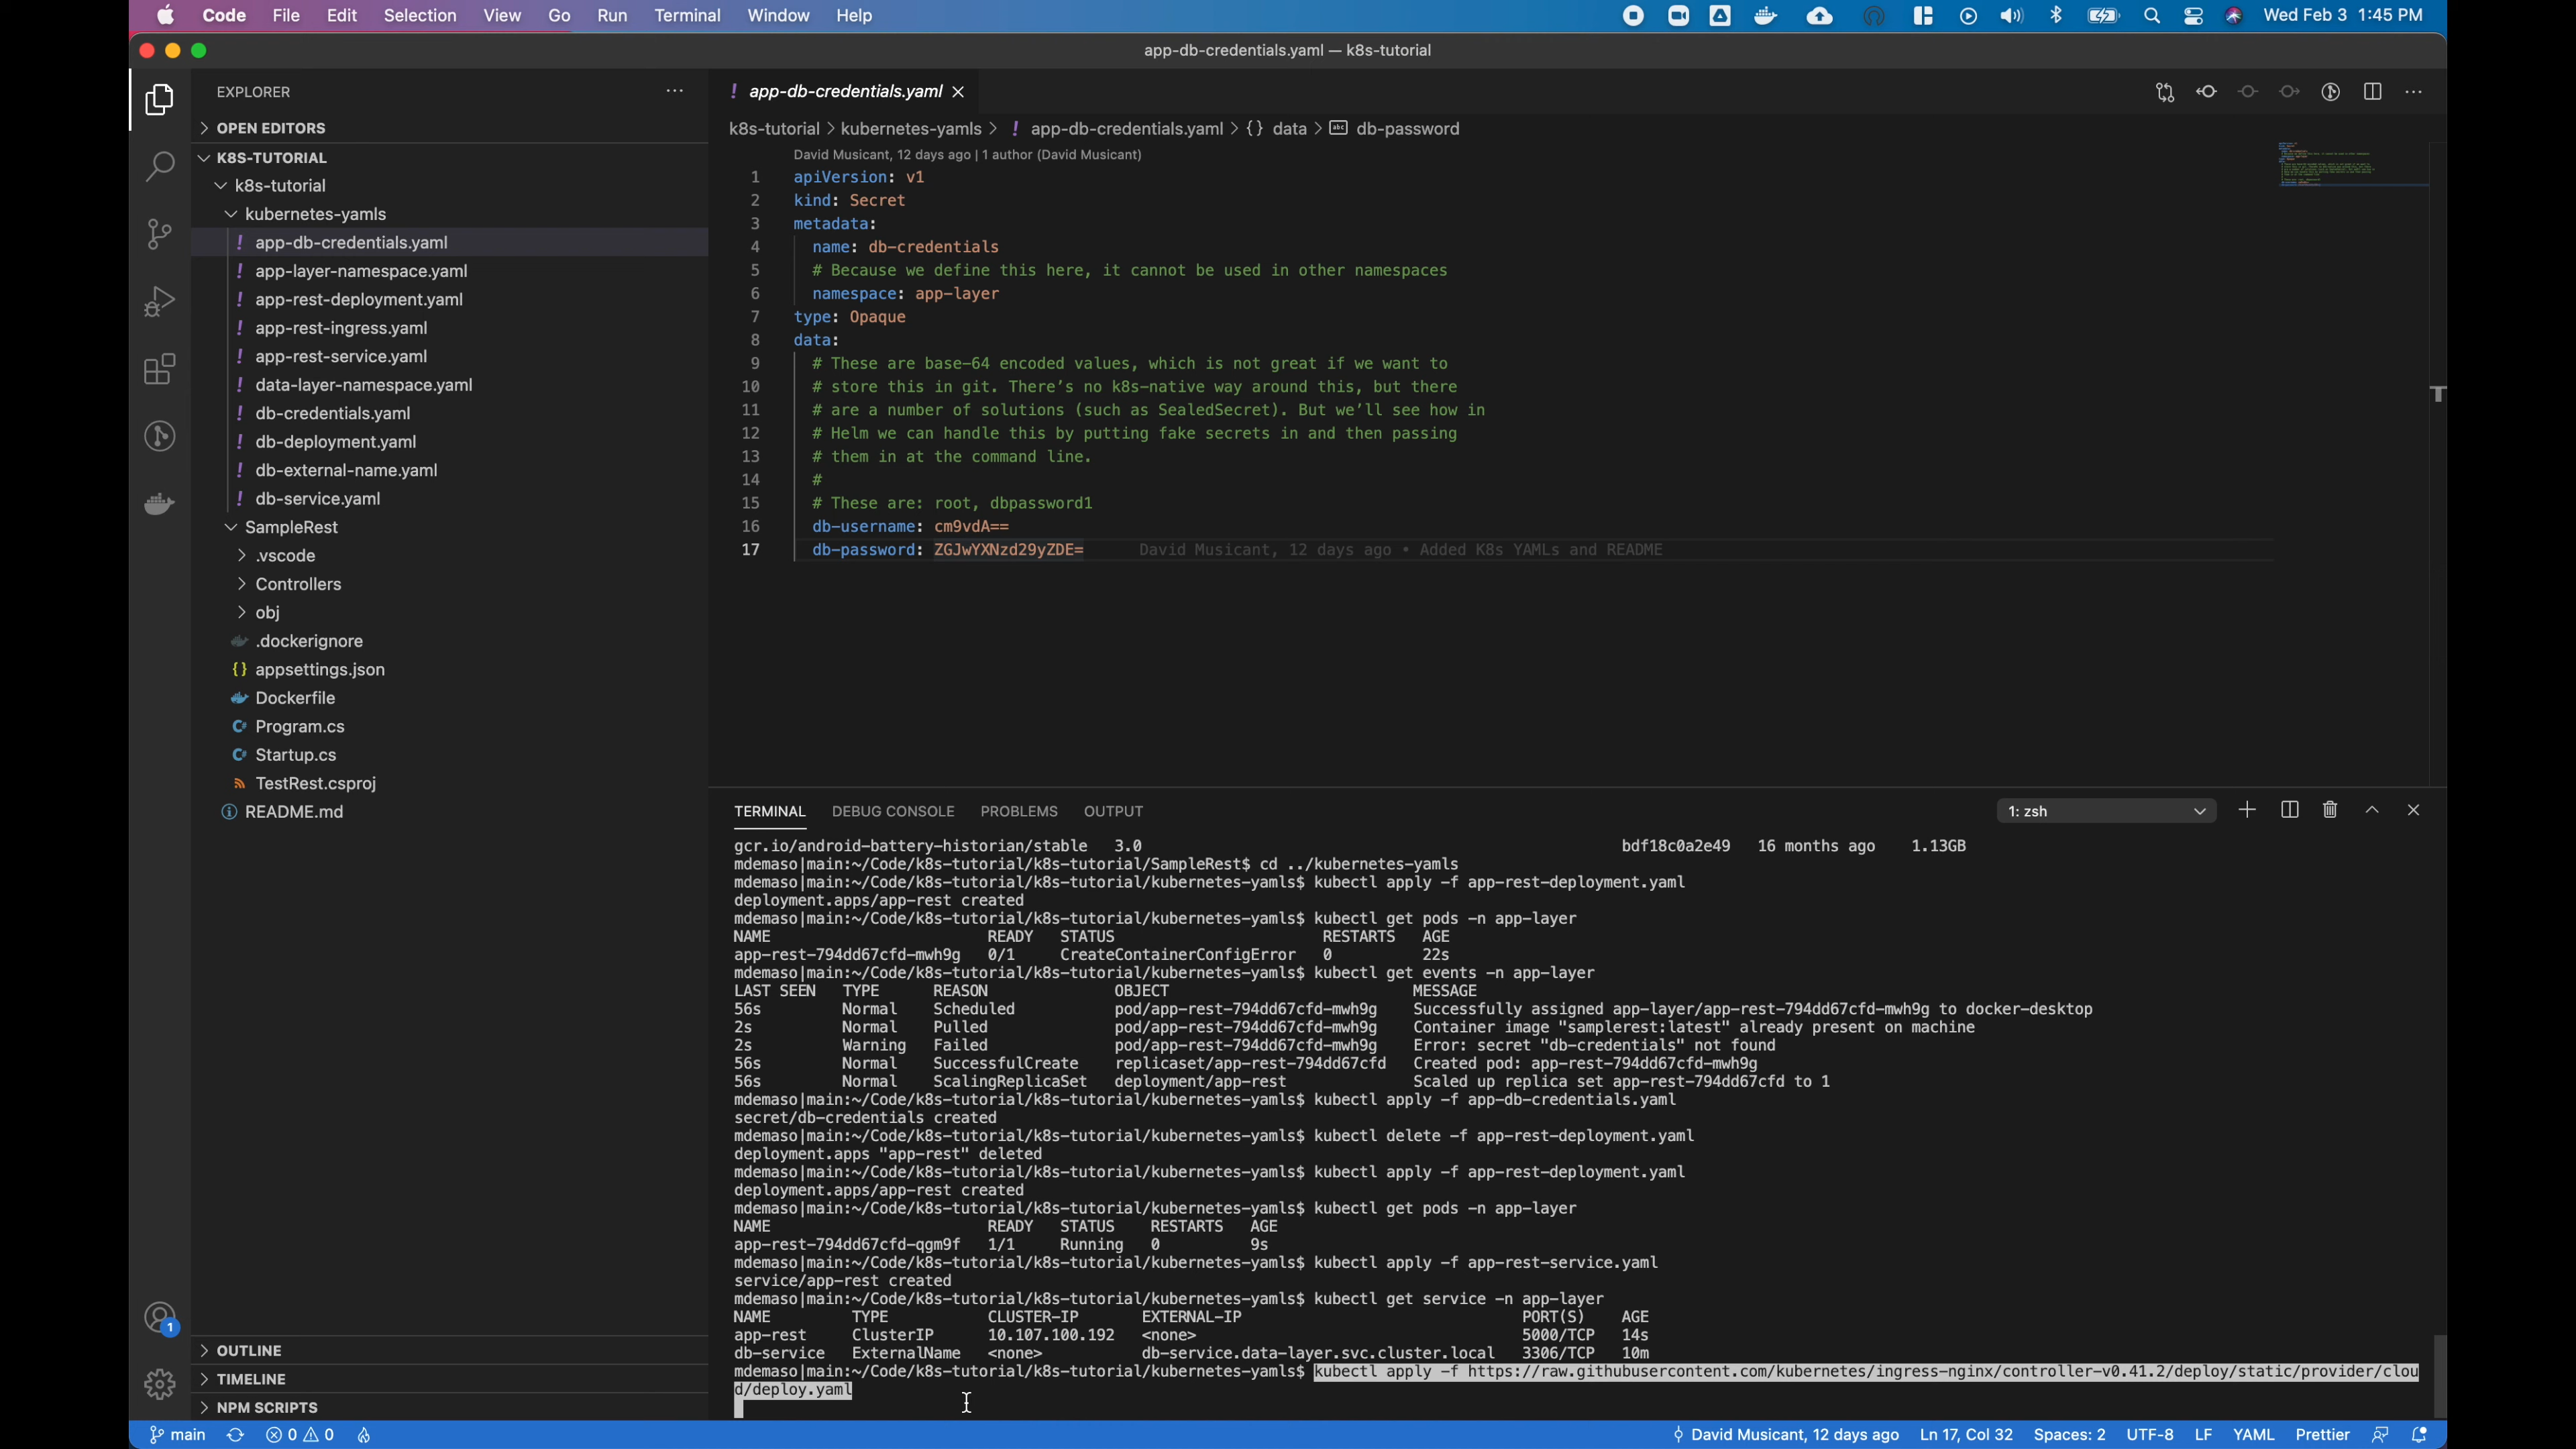 Code File Edit Selection View Go Run Terminal Window Help Wed Feb 3 1:45 PM
app-db-credentials.yaml — k8s-tutorial
EXPLORER
OPEN EDITORS
K8S-TUTORIAL
k8s-tutorial
kubernetes-yamls
! app-db-credentials.yaml
! app-layer-namespace.yaml
! app-rest-deployment.yaml
! app-rest-ingress.yaml
! app-rest-service.yaml
! data-layer-namespace.yaml
! db-credentials.yaml
! db-deployment.yaml
! db-external-name.yaml
! db-service.yaml
SampleRest
.vscode
Controllers
obj
.dockerignore
{} appsettings.json
Dockerfile
C# Program.cs
C# Startup.cs
TestRest.csproj
README.md
OUTLINE
TIMELINE
NPM SCRIPTS
! app-db-credentials.yaml
k8s-tutorial > kubernetes-yamls > ! app-db-credentials.yaml > {} data > abc db-password
David Musicant, 12 days ago | 1 author (David Musicant)
1 apiVersion: v1
2 kind: Secret
3 metadata:
4 name: db-credentials
5 # Because we define this here, it cannot be used in other namespaces
6 namespace: app-layer
7 type: Opaque
8 data:
9 # These are base-64 encoded values, which is not great if we want to
10 # store this in git. There's no k8s-native way around this, but there
11 # are a number of solutions (such as SealedSecret). But we'll see how in
12 # Helm we can handle this by putting fake secrets in and then passing
13 # them in at the command line.
14 #
15 # These are: root, dbpassword1
16 db-username: cm9vdA==
17 db-password: ZGJwYXNzd29yZDE= David Musicant, 12 days ago • Added K8s YAMLs and README
TERMINAL DEBUG CONSOLE PROBLEMS OUTPUT 1: zsh
gcr.io/android-battery-historian/stable 3.0 bdf18c0a2e49 16 months ago 1.13GB
mdemaso|main:~/Code/k8s-tutorial/k8s-tutorial/SampleRest$ cd ../kubernetes-yamls
mdemaso|main:~/Code/k8s-tutorial/k8s-tutorial/kubernetes-yamls$ kubectl apply -f app-rest-deployment.yaml
deployment.apps/app-rest created
mdemaso|main:~/Code/k8s-tutorial/k8s-tutorial/kubernetes-yamls$ kubectl get pods -n app-layer
NAME READY STATUS RESTARTS AGE
app-rest-794dd67cfd-mwh9g 0/1 CreateContainerConfigError 0 22s
mdemaso|main:~/Code/k8s-tutorial/k8s-tutorial/kubernetes-yamls$ kubectl get events -n app-layer
LAST SEEN TYPE REASON OBJECT MESSAGE
56s Normal Scheduled pod/app-rest-794dd67cfd-mwh9g Successfully assigned app-layer/app-rest-794dd67cfd-mwh9g to docker-desktop
2s Normal Pulled pod/app-rest-794dd67cfd-mwh9g Container image "samplerest:latest" already present on machine
2s Warning Failed pod/app-rest-794dd67cfd-mwh9g Error: secret "db-credentials" not found
56s Normal SuccessfulCreate replicaset/app-rest-794dd67cfd Created pod: app-rest-794dd67cfd-mwh9g
56s Normal ScalingReplicaSet deployment/app-rest Scaled up replica set app-rest-794dd67cfd to 1
mdemaso|main:~/Code/k8s-tutorial/k8s-tutorial/kubernetes-yamls$ kubectl apply -f app-db-credentials.yaml
secret/db-credentials created
mdemaso|main:~/Code/k8s-tutorial/k8s-tutorial/kubernetes-yamls$ kubectl delete -f app-rest-deployment.yaml
deployment.apps "app-rest" deleted
mdemaso|main:~/Code/k8s-tutorial/k8s-tutorial/kubernetes-yamls$ kubectl apply -f app-rest-deployment.yaml
deployment.apps/app-rest created
mdemaso|main:~/Code/k8s-tutorial/k8s-tutorial/kubernetes-yamls$ kubectl get pods -n app-layer
NAME READY STATUS RESTARTS AGE
app-rest-794dd67cfd-qgm9f 1/1 Running 0 9s
mdemaso|main:~/Code/k8s-tutorial/k8s-tutorial/kubernetes-yamls$ kubectl apply -f app-rest-service.yaml
service/app-rest created
mdemaso|main:~/Code/k8s-tutorial/k8s-tutorial/kubernetes-yamls$ kubectl get service -n app-layer
NAME TYPE CLUSTER-IP EXTERNAL-IP PORT(S) AGE
app-rest ClusterIP 10.107.100.192 <none> 5000/TCP 14s
db-service ExternalName <none> db-service.data-layer.svc.cluster.local 3306/TCP 10m
mdemaso|main:~/Code/k8s-tutorial/k8s-tutorial/kubernetes-yamls$ kubectl apply -f https://raw.githubusercontent.com/kubernetes/ingress-nginx/controller-v0.41.2/deploy/static/provider/clou
d/deploy.yaml
1
main 0 0 David Musicant, 12 days ago Ln 17, Col 32 Spaces: 2 UTF-8 LF YAML Prettier